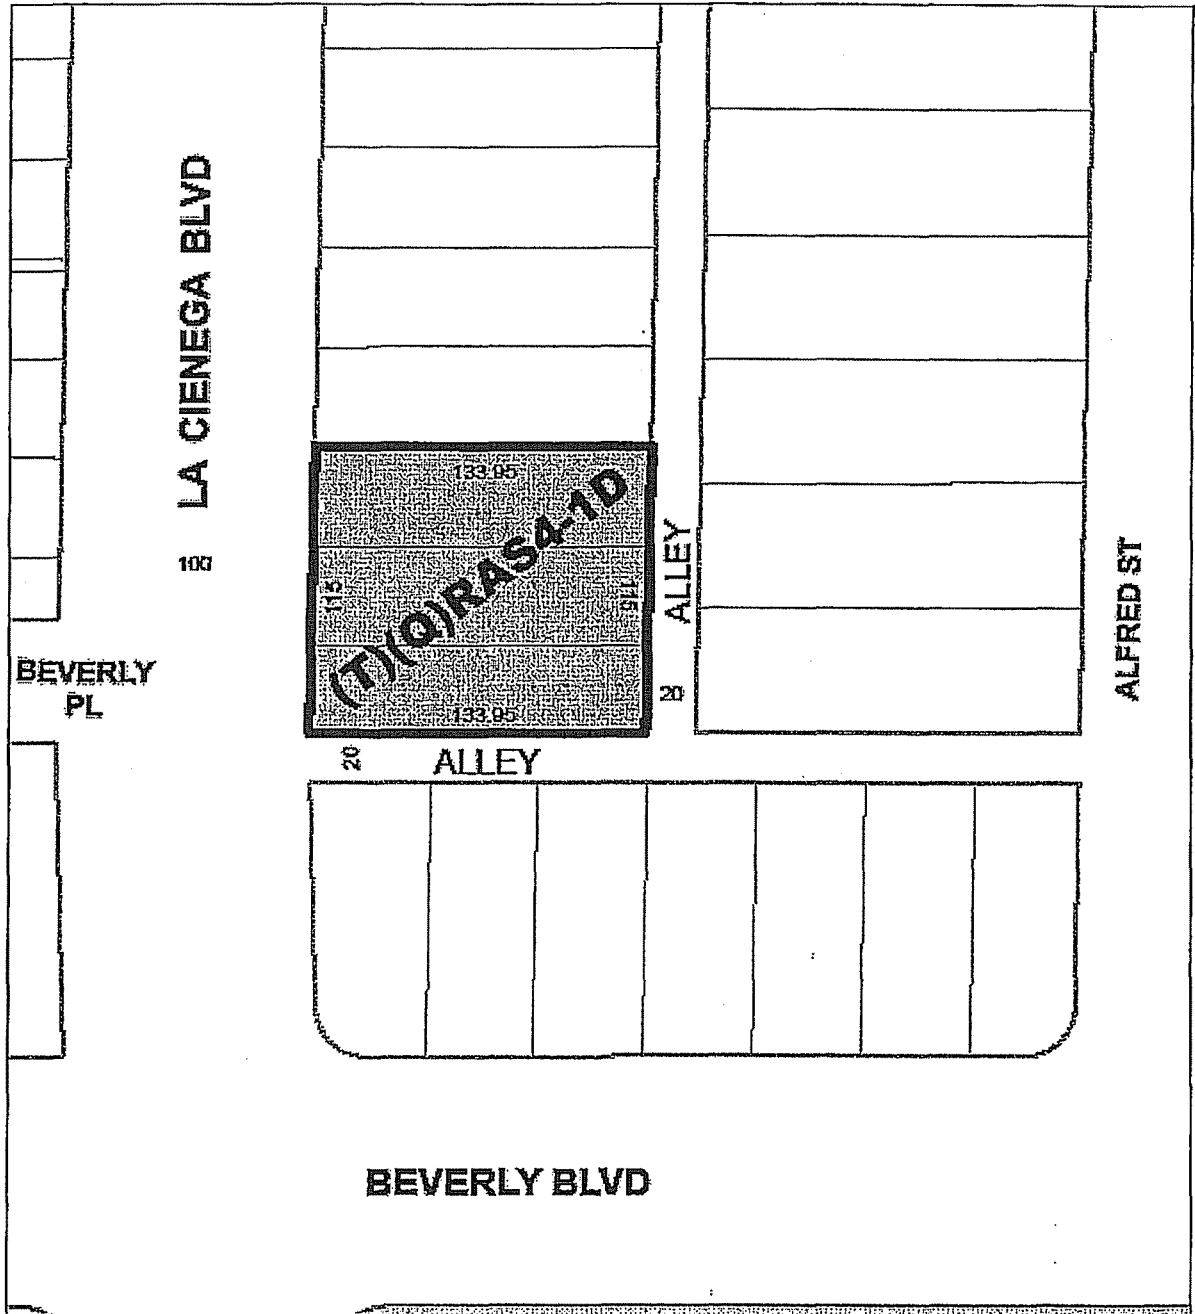 LA CIENEGA BLVD
100
133.95
(T)(Q)RAS4-1D
115
115
ALLEY
20
133.95
BEVERLY
PL
ALFRED ST
20
ALLEY
BEVERLY BLVD